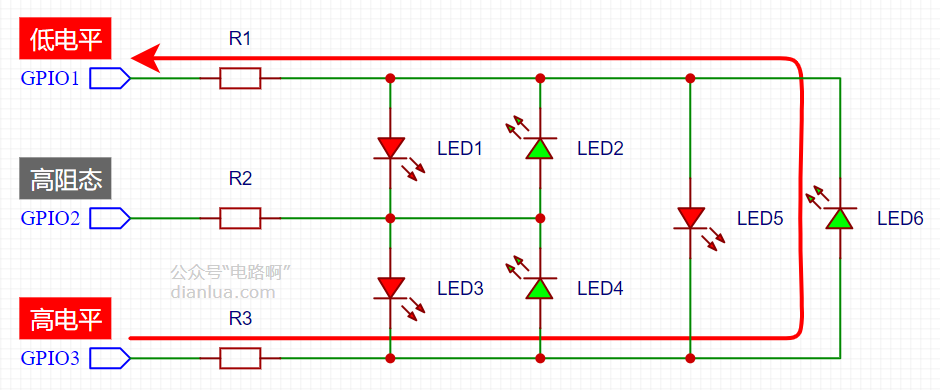 低电平
R1
GPIO1
LED1
LED2
高阻态
R2
GPIO2
LED5
LED6
公众号“电路啊”
dianlua.com
LED3
LED4
高电平
R3
GPIO3